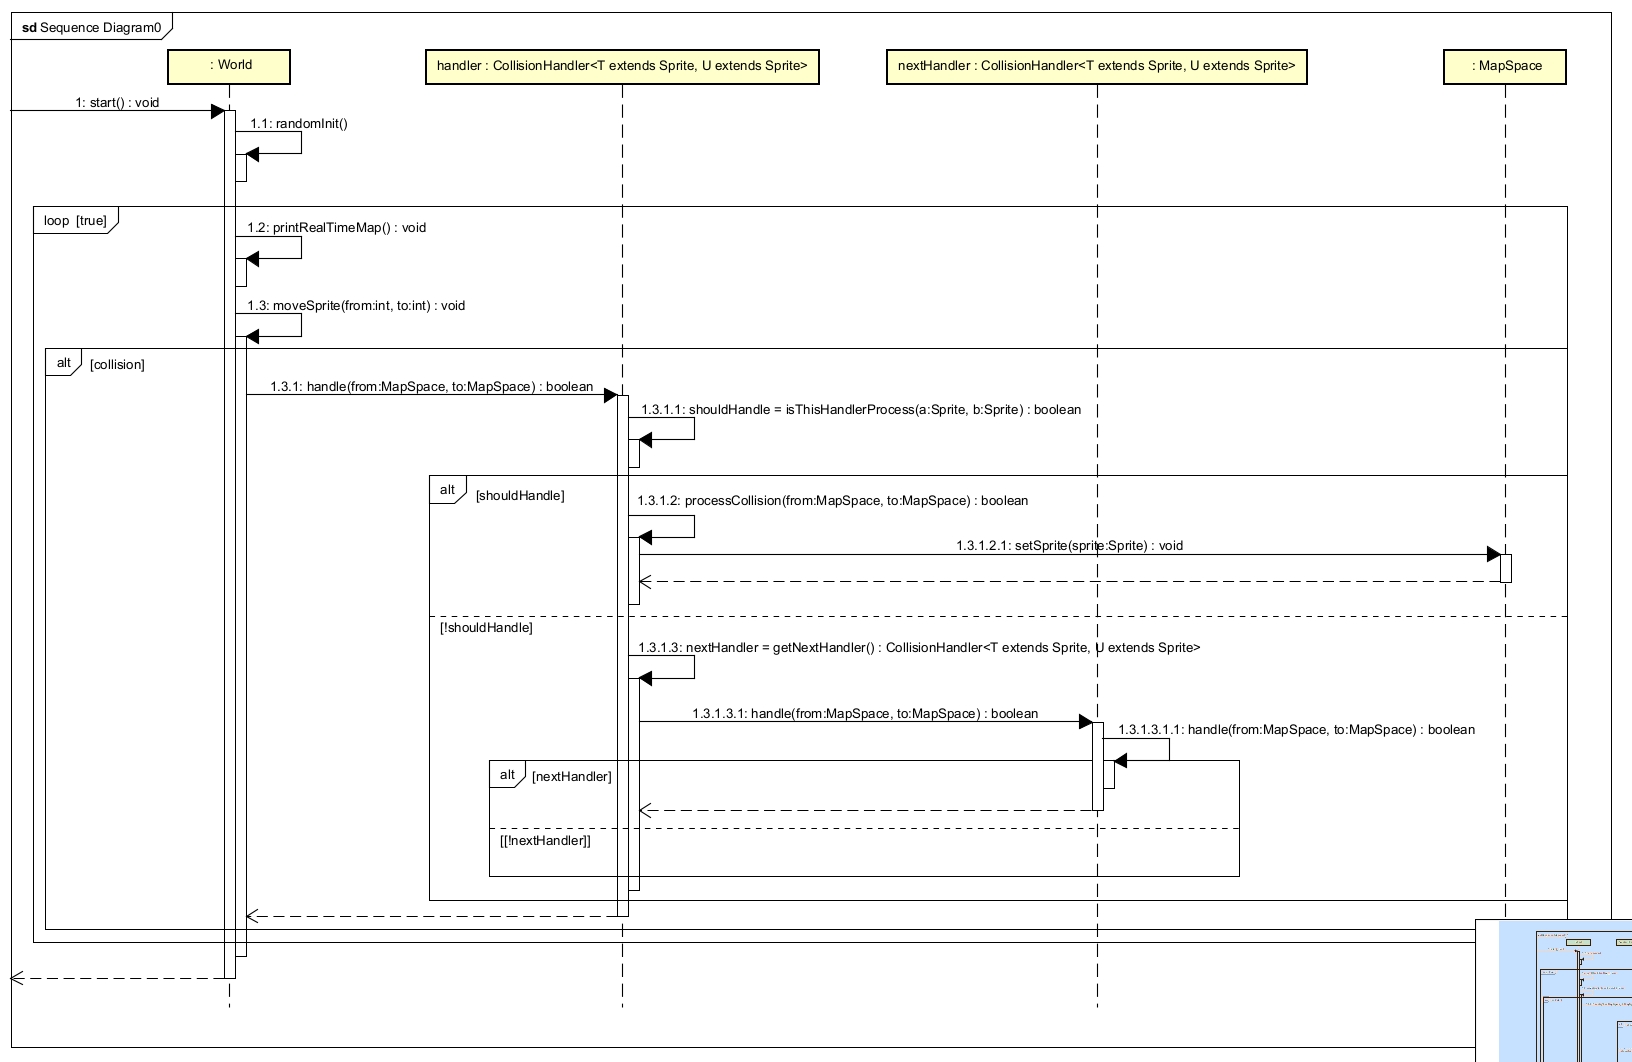 sd Sequence Diagram0
: World
handler : CollisionHandler<T extends Sprite, U extends Sprite>
nextHandler : CollisionHandler<T extends Sprite, U extends Sprite>
: MapSpace
1: start() : void
1.1: randomInit()
loop [true]
1.2: printRealTimeMap() : void
1.3: moveSprite(from:int, to:int) : void
alt [collision]
1.3.1: handle(from:MapSpace, to:MapSpace) : boolean
1.3.1.1: shouldHandle = isThisHandlerProcess(a:Sprite, b:Sprite) : boolean
alt [shouldHandle]
1.3.1.2: processCollision(from:MapSpace, to:MapSpace) : boolean
1.3.1.2.1: setSprite(sprite:Sprite) : void
[!shouldHandle]
1.3.1.3: nextHandler = getNextHandler() : CollisionHandler<T extends Sprite, U extends Sprite>
1.3.1.3.1: handle(from:MapSpace, to:MapSpace) : boolean
1.3.1.3.1.1: handle(from:MapSpace, to:MapSpace) : boolean
alt [nextHandler]
[[!nextHandler]]